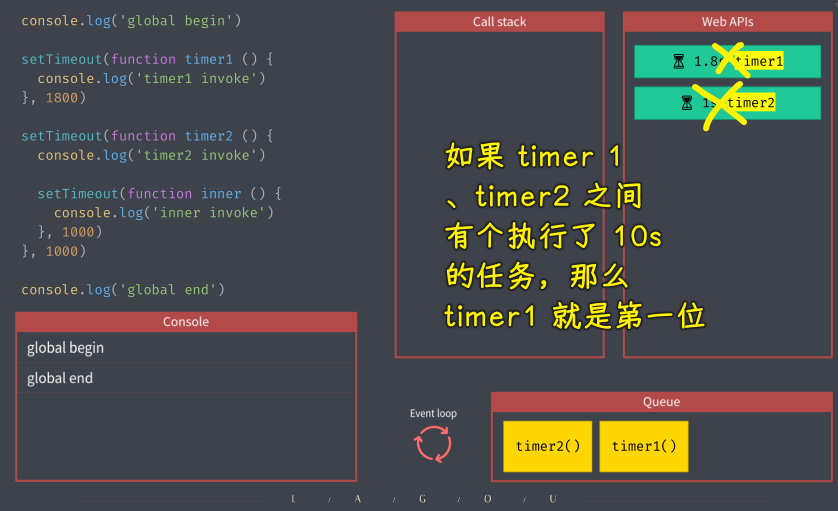 console.log('global begin')
setTimeout(function timer1 () {
  console.log('timer1 invoke')
}, 1800)
setTimeout(function timer2 () {
  console.log('timer2 invoke')
  setTimeout(function inner () {
    console.log('inner invoke')
  }, 1000)
}, 1000)
console.log('global end')
Call stack
Web APIs
1.8s timer1
1s timer2
如果 timer 1
、timer2 之间
有个执行了 10s
的任务，那么
timer1 就是第一位
Console
global begin
global end
Event loop
Queue
timer2()
timer1()
L / A / G / O / U